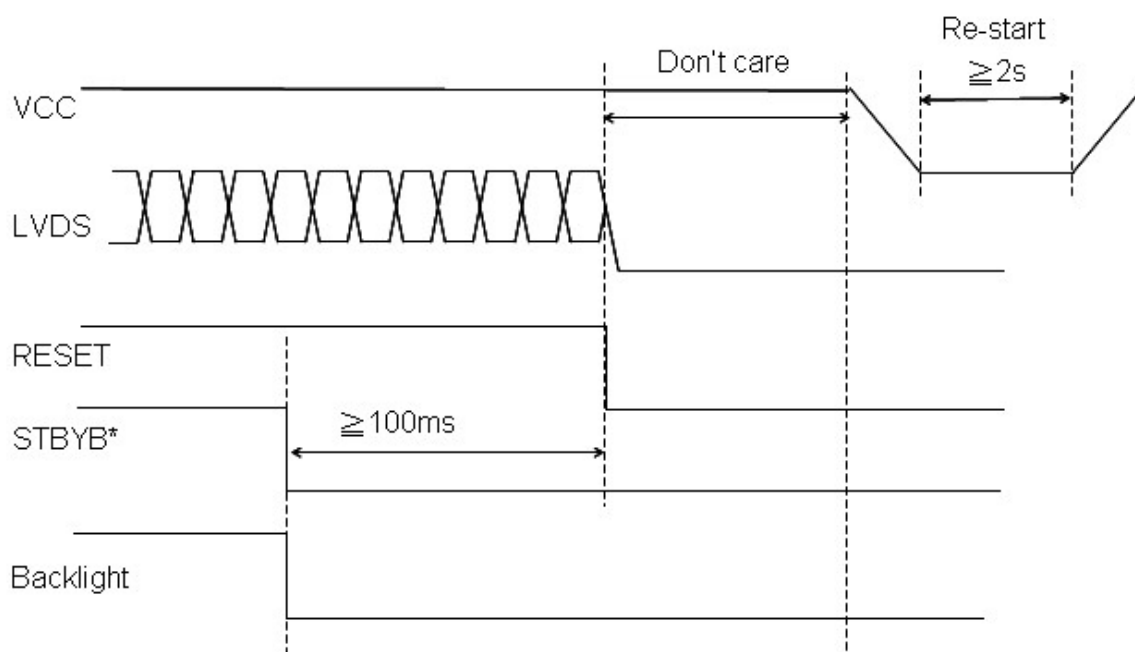 Re-start
≧2s
Don't care
VCC
LVDS
RESET
≧100ms
STBYB*
Backlight